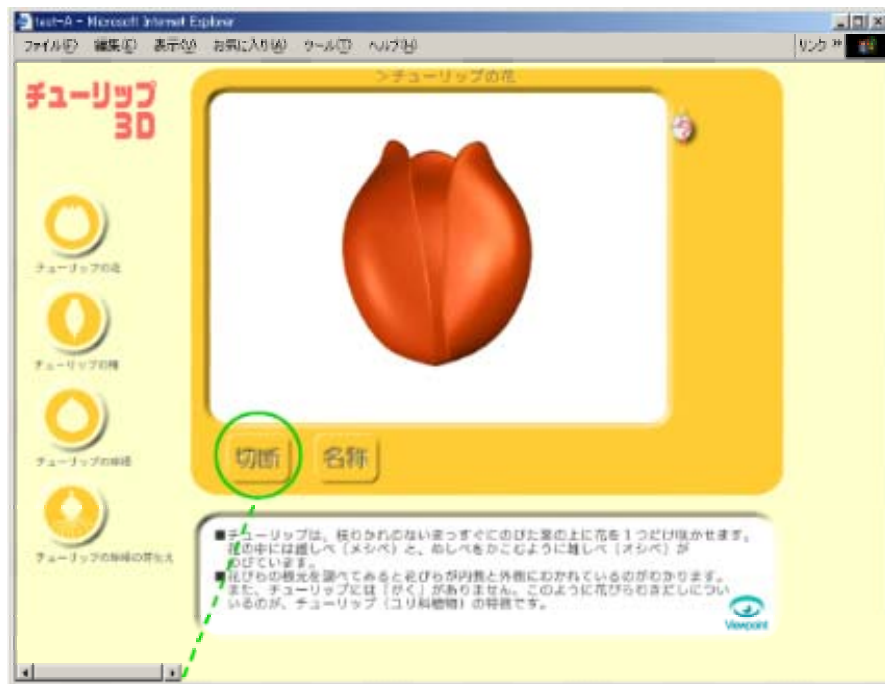 test-A - Microsoft Internet Explorer
ファイル(F) 編集(E) 表示(V) お気に入り(A) ツール(T) ヘルプ(H)
リンク »
チューリップ
3D
>チューリップの花
チューリップの花
チューリップの種
チューリップの球根
チューリップの球根の芽生え
切断 名称
■チューリップは、枝わかれのないまっすぐにのびた茎の上に花を1つだけ咲かせます。
花の中には雌しべ(メシベ)と、めしべをかこむように雄しべ(オシベ)が
のびています。
■花びらの根元を調べてみると花びらが内側と外側にわかれているのがわかります。
また、チューリップには(がく)がありません。このように花びらむきだしについ
いるのが、チューリップ(ユリ科植物)の特徴です。
Viewpoint